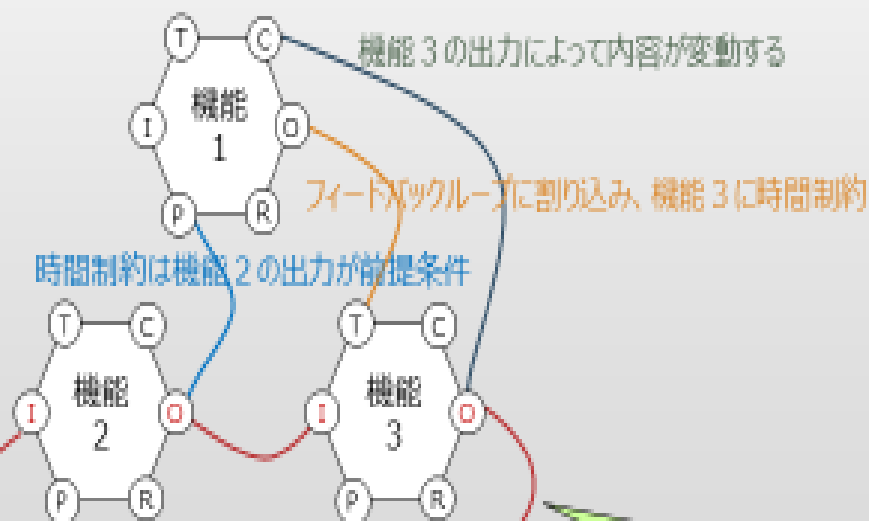 T C
機能3の出力によって内容が変動する
機能
1
I O
フィードバックループに割り込み、機能3に時間制約
P R
時間制約は機能2の出力が前提条件
T C
T C
機能
2
機能
3
I O
I O
P R
P R